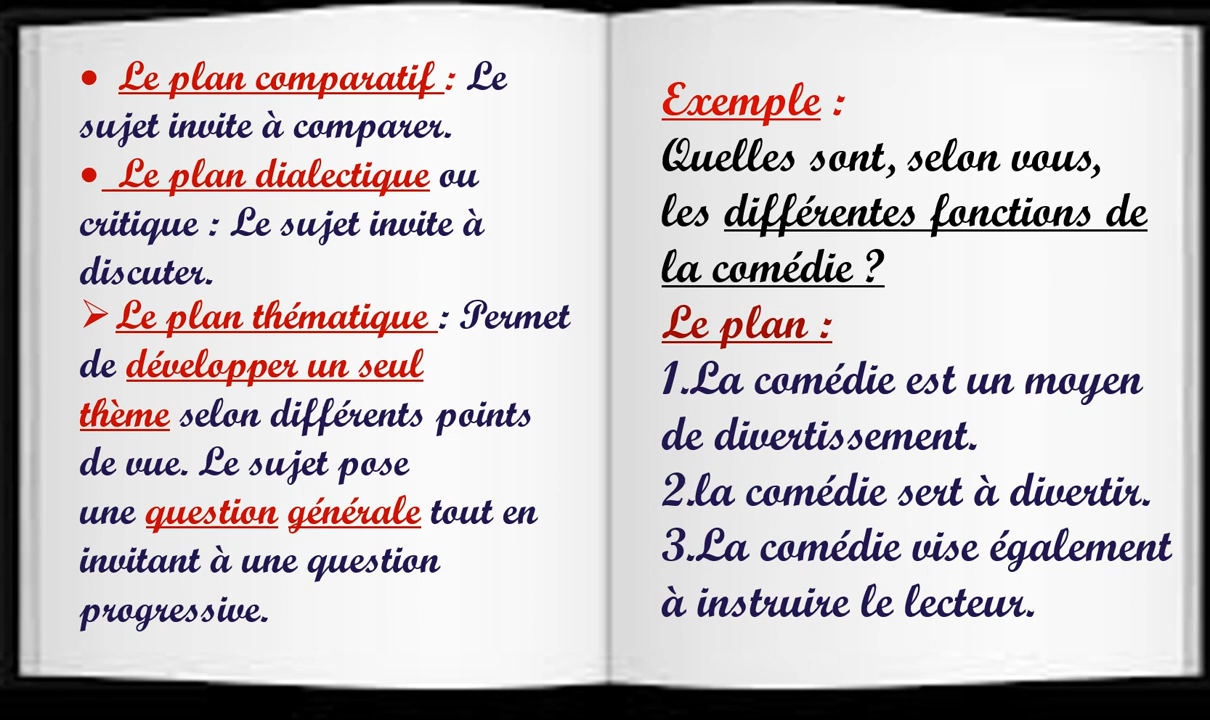 • Le plan comparatif : Le
sujet invite à comparer.
• Le plan dialectique ou
critique : Le sujet invite à
discuter.
➢ Le plan thématique : Permet
de développer un seul
thème selon différents points
de vue. Le sujet pose
une question générale tout en
invitant à une question
progressive.
Exemple :
Quelles sont, selon vous,
les différentes fonctions de
la comédie ?
Le plan :
1.La comédie est un moyen
de divertissement.
2.la comédie sert à divertir.
3.La comédie vise également
à instruire le lecteur.